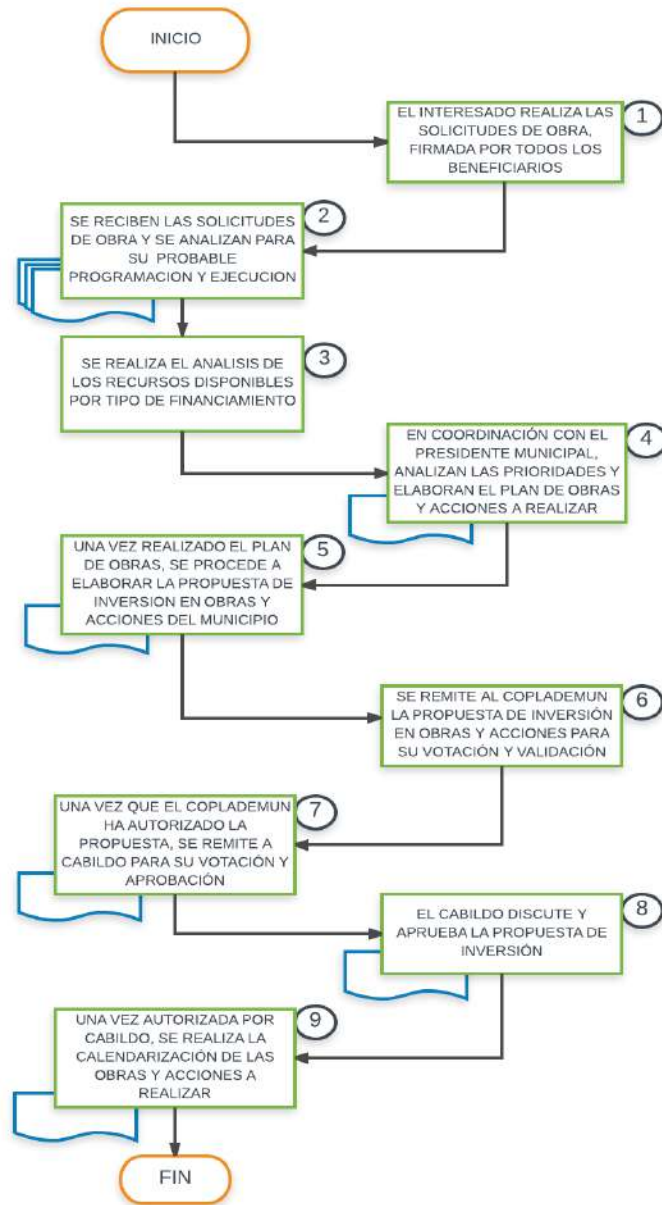 INICIO
1
EL INTERESADO REALIZA LAS
SOLICITUDES DE OBRA,
FIRMADA POR TODOS LOS
BENEFICIARIOS
2
SE RECIBEN LAS SOLICITUDES
DE OBRA Y SE ANALIZAN PARA
SU PROBABLE
PROGRAMACION Y EJECUCION
3
SE REALIZA EL ANALISIS DE
LOS RECURSOS DISPONIBLES
POR TIPO DE FINANCIAMIENTO
4
EN COORDINACIÓN CON EL
PRESIDENTE MUNICIPAL,
ANALIZAN LAS PRIORIDADES Y
ELABORAN EL PLAN DE OBRAS
Y ACCIONES A REALIZAR
5
UNA VEZ REALIZADO EL PLAN
DE OBRAS, SE PROCEDE A
ELABORAR LA PROPUESTA DE
INVERSION EN OBRAS Y
ACCIONES DEL MUNICIPIO
6
SE REMITE AL COPLADEMUN
LA PROPUESTA DE INVERSIÓN
EN OBRAS Y ACCIONES PARA
SU VOTACIÓN Y VALIDACIÓN
7
UNA VEZ QUE EL COPLADEMUN
HA AUTORIZADO LA
PROPUESTA, SE REMITE A
CABILDO PARA SU VOTACIÓN Y
APROBACIÓN
8
EL CABILDO DISCUTE Y
APRUEBA LA PROPUESTA DE
INVERSIÓN
9
UNA VEZ AUTORIZADA POR
CABILDO, SE REALIZA LA
CALENDARIZACIÓN DE LAS
OBRAS Y ACCIONES A
REALIZAR
FIN